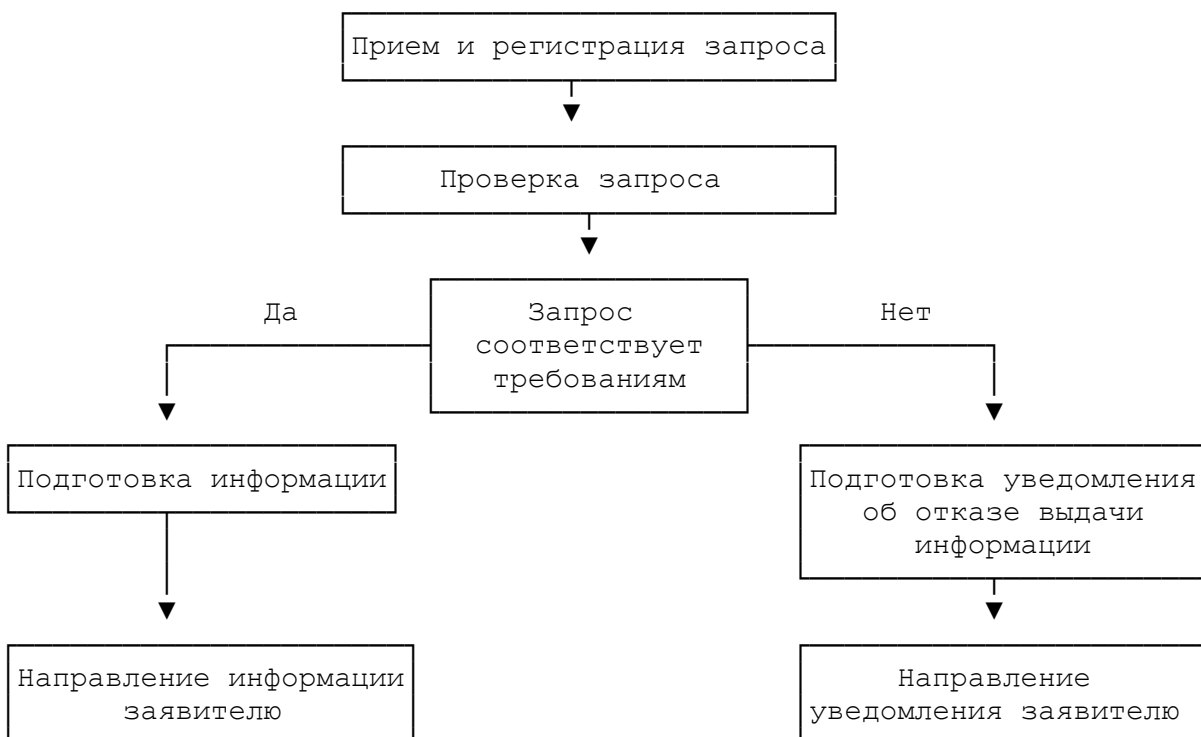 Прием и регистрация запроса
Проверка запроса
Да
Запрос
соответствует
требованиям
Нет
Подготовка информации
Подготовка уведомления
об отказе выдачи
информации
Направление информации
заявителю
Направление
уведомления заявителю